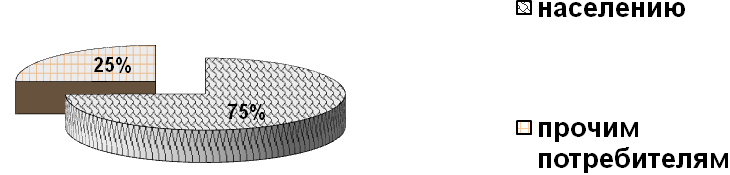 населению
25%
75%
прочим
потребителям